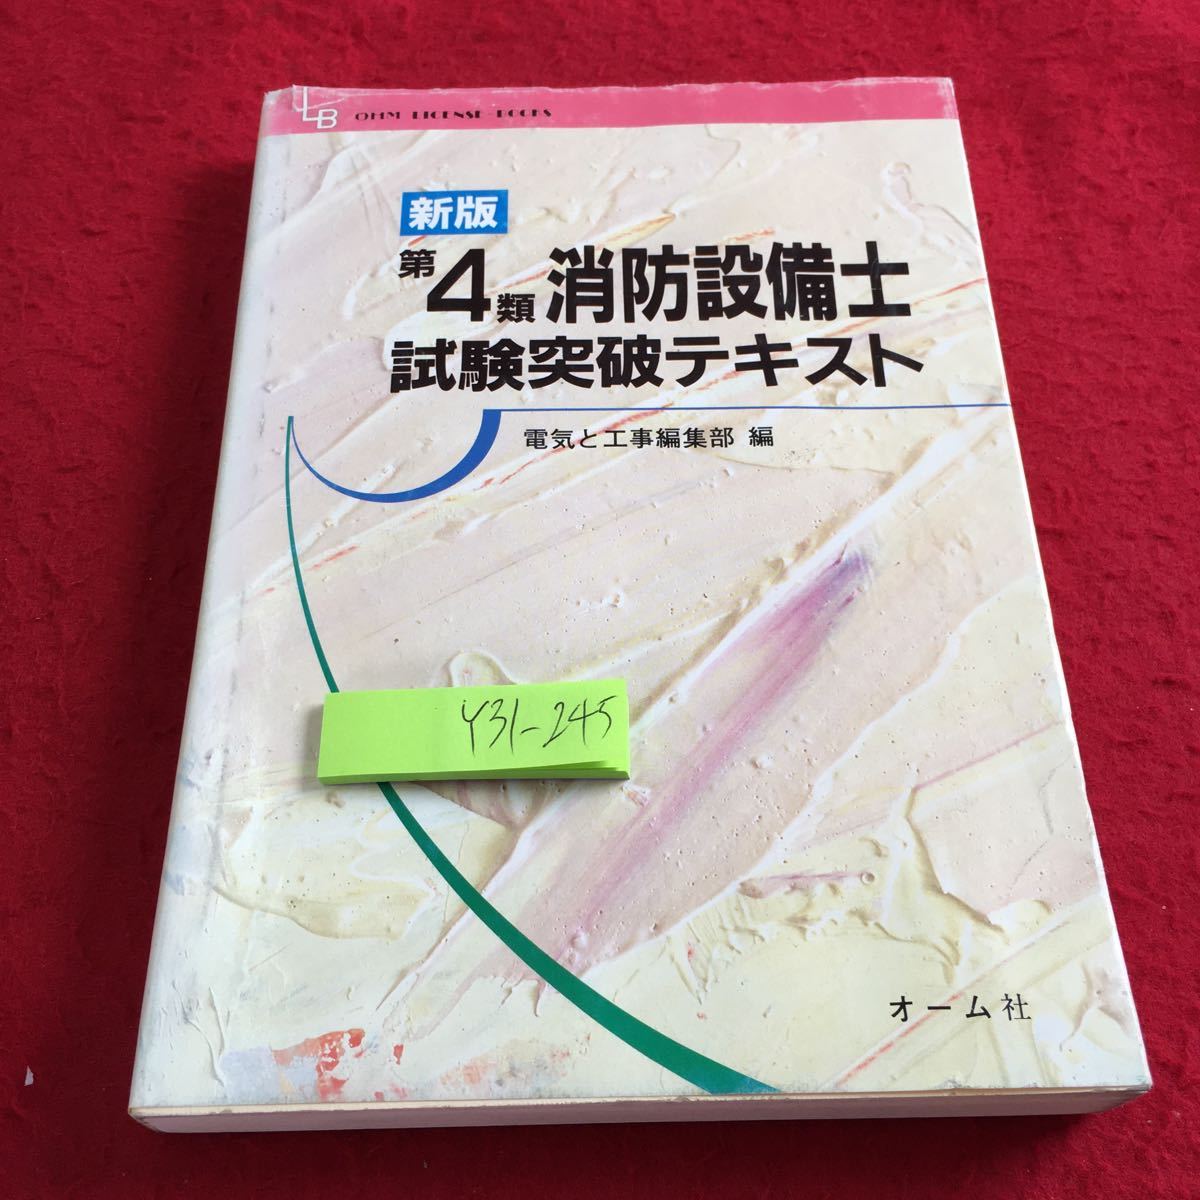 LB OHM LICENSE-BOOKS
新版
第4類 消防設備士
試験突破テキスト
電気と工事編集部 編
Y31-245
オーム社